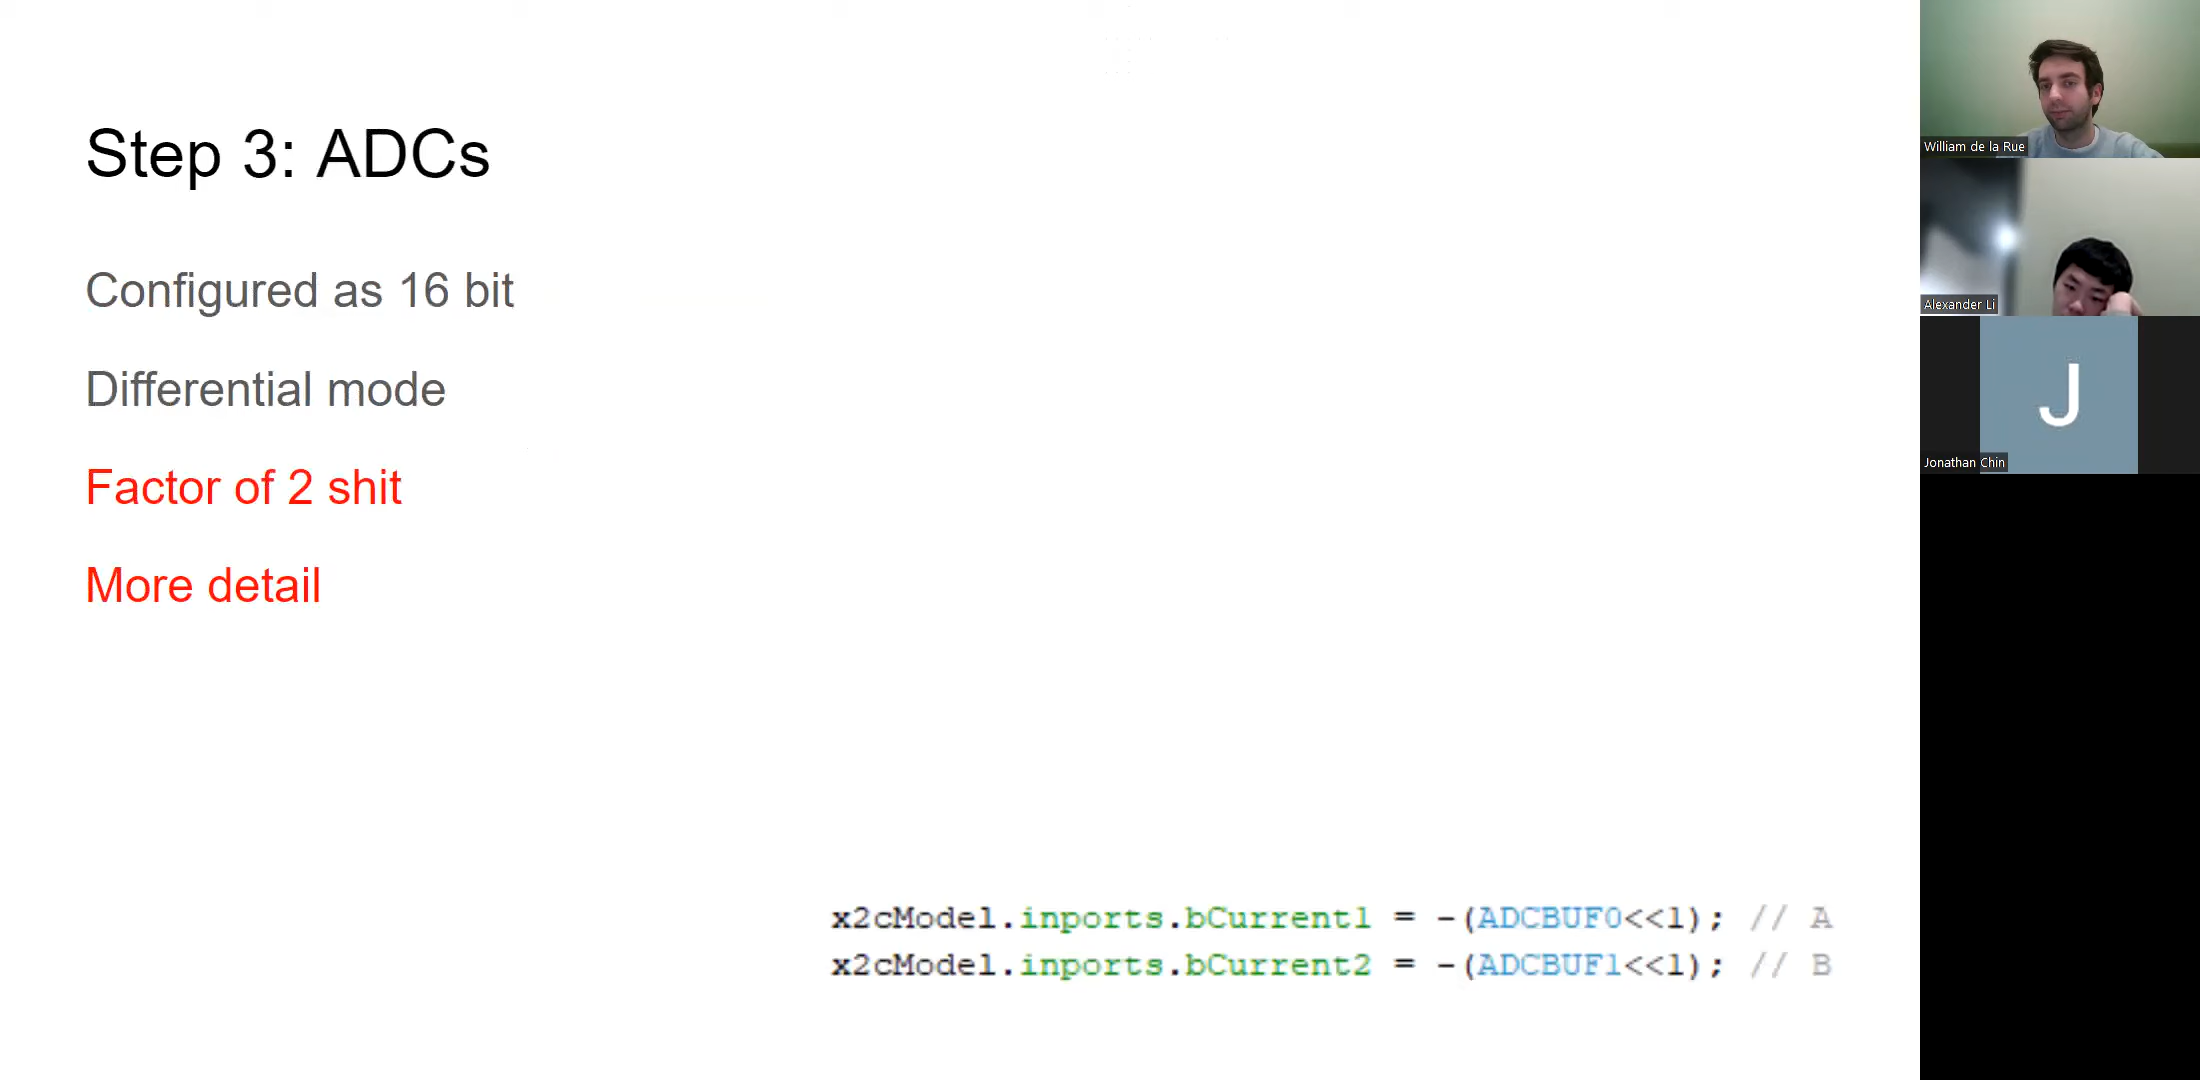 Step 3: ADCs
Configured as 16 bit
Differential mode
Factor of 2 shit
More detail
x2cModel.inports.bCurrent1 = -(ADCBUF0<<1); // A
x2cModel.inports.bCurrent2 = -(ADCBUF1<<1); // B
William de la Rue
Alexander Li
J
Jonathan Chin